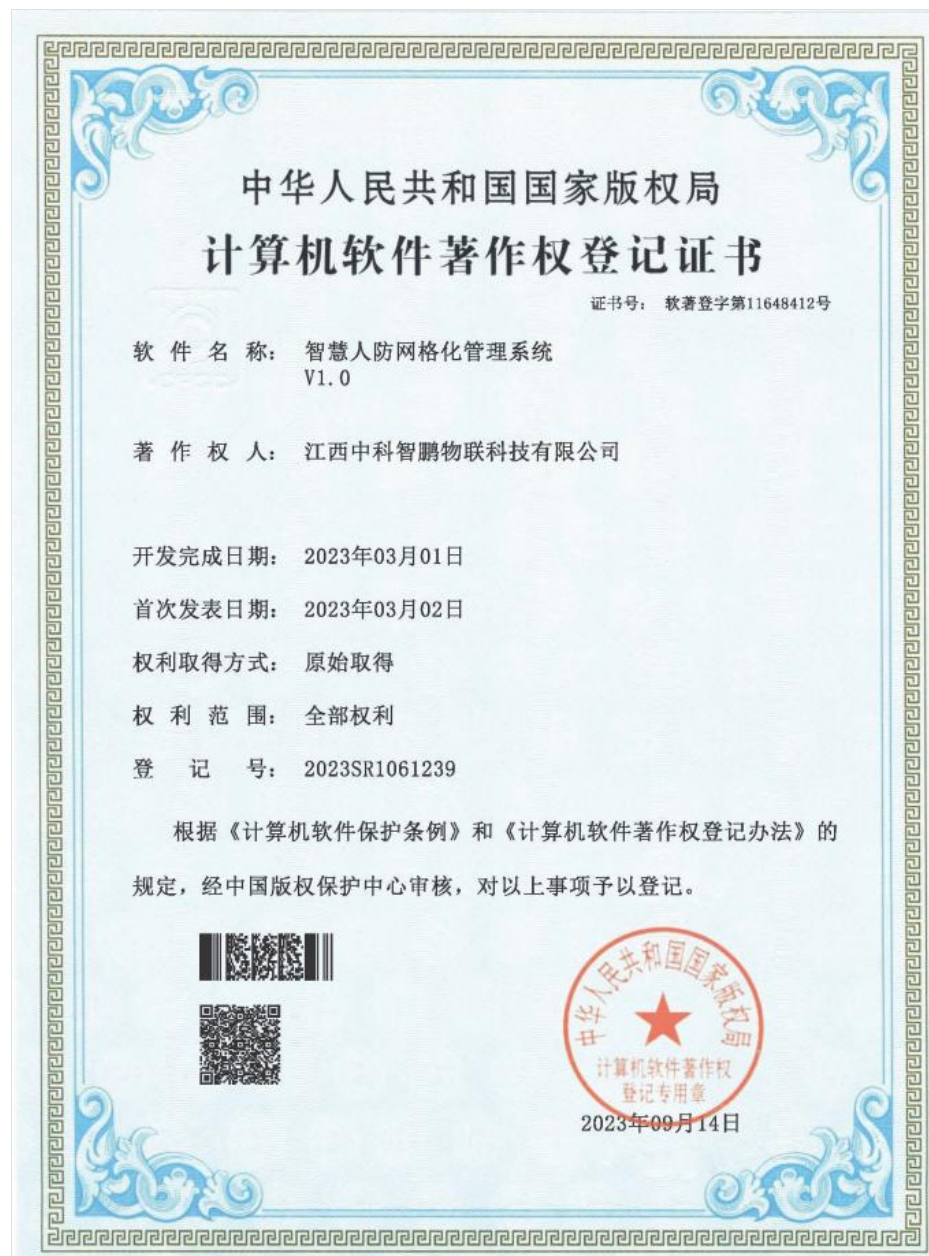 中华人民共和国国家版权局
计算机软件著作权登记证书
证书号： 软著登字第11648412号
软件名称： 智慧人防网格化管理系统
V1.0
著作权人： 江西中科智鹏物联科技有限公司
开发完成日期： 2023年03月01日
首次发表日期： 2023年03月02日
权利取得方式： 原始取得
权利范围： 全部权利
登记号： 2023SR1061239
根据《计算机软件保护条例》和《计算机软件著作权登记办法》的
规定，经中国版权保护中心审核，对以上事项予以登记。
中华人民共和国国家版权局
计算机软件著作权
登记专用章
2023年09月14日